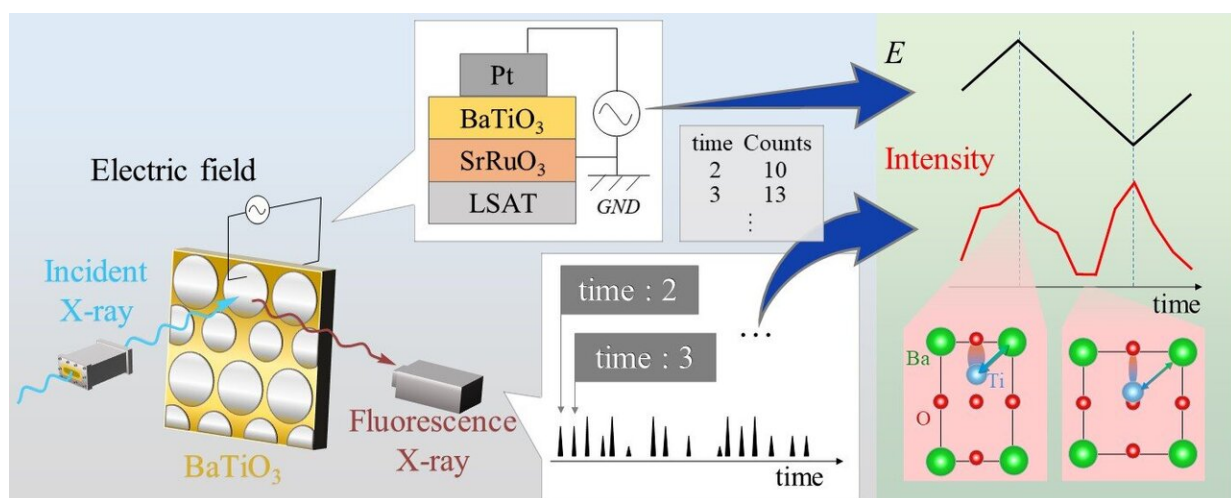 Electric field
Incident
X-ray
BaTiO₃
Fluorescence
X-ray
Pt
BaTiO₃
SrRuO₃
LSAT
GND
time Counts
2 10
3 13
⋮
time : 2
time : 3
...
time
E
Intensity
time
Ba
Ti
O